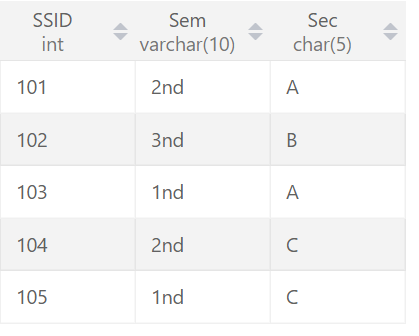 SSID Sem Sec
int varchar(10) char(5)
101 2nd A
102 3nd B
103 1nd A
104 2nd C
105 1nd C